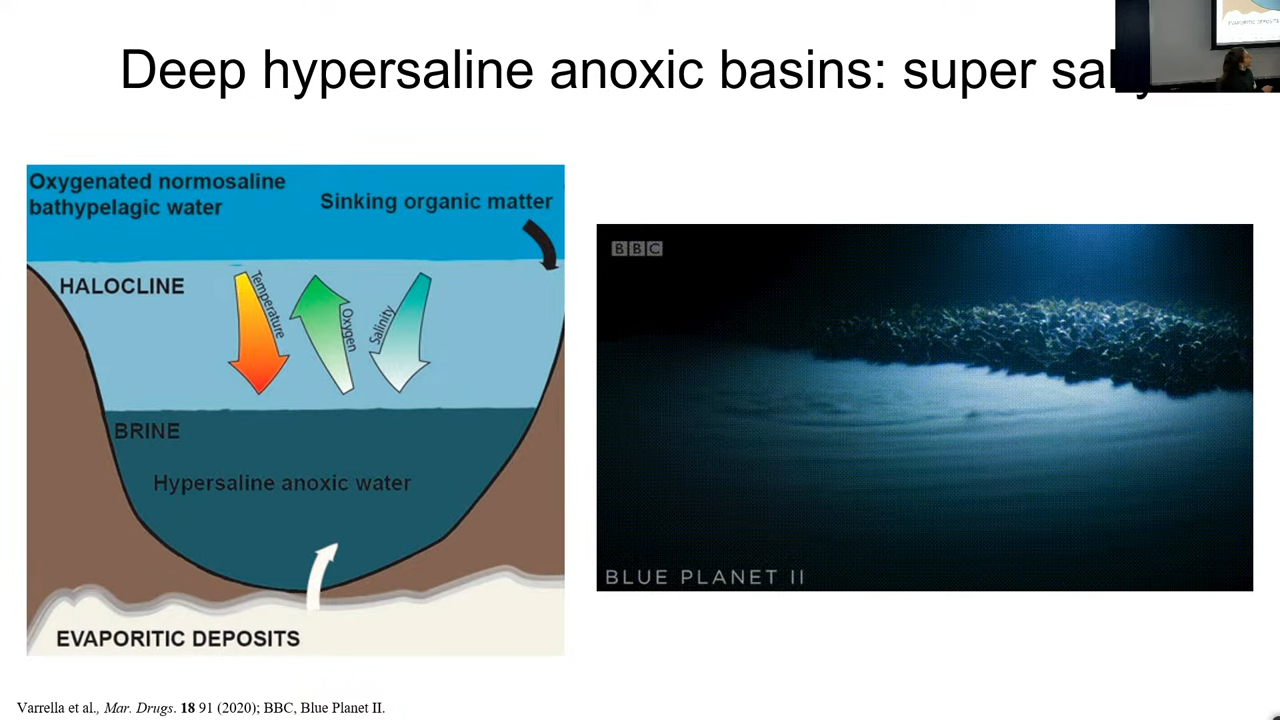 Deep hypersaline anoxic basins: super
Oxygenated normosaline
bathypelagic water
Sinking organic matter
HALOCLINE
Temperature
Oxygen
Salinity
BRINE
Hypersaline anoxic water
EVAPORITIC DEPOSITS
BBC
BLUE PLANET II
Varrella et al., Mar. Drugs. 18 91 (2020); BBC, Blue Planet II.